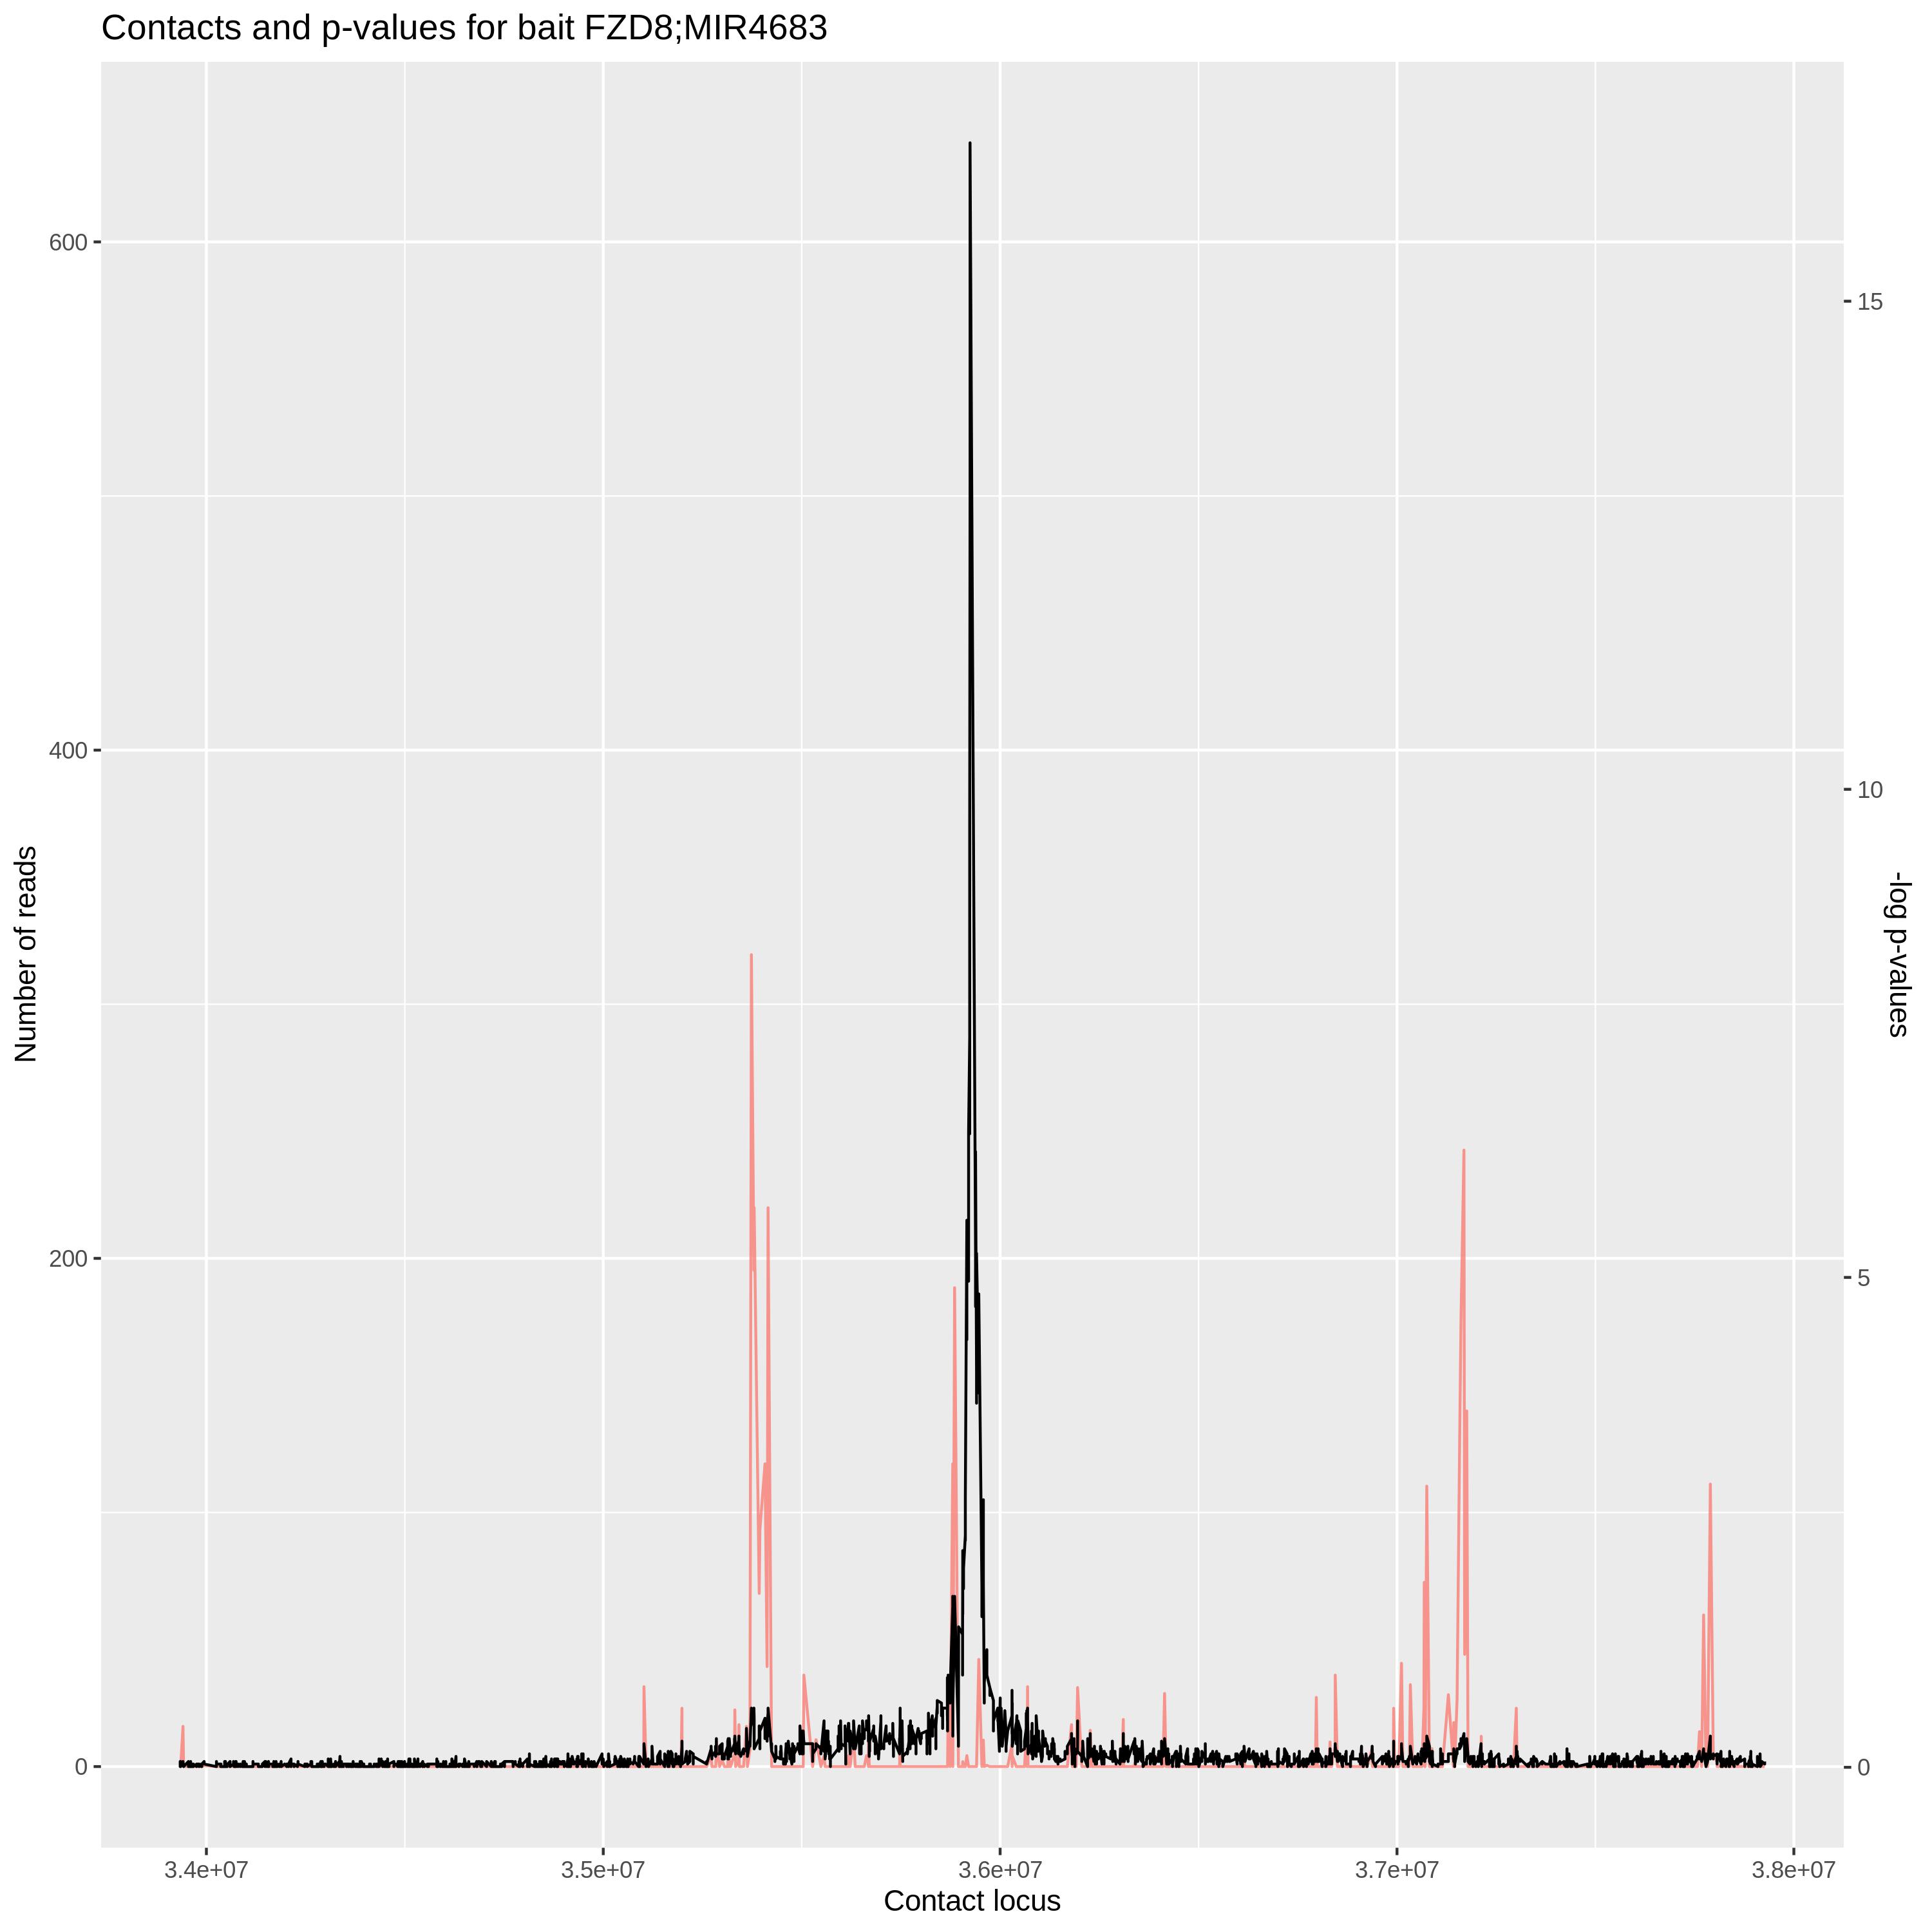 Contacts and p-values for bait FZD8;MIR4683
600
400
200
0
Number of reads
15
10
5
0
-log p-values
3.4e+07
3.5e+07
3.6e+07
3.7e+07
3.8e+07
Contact locus